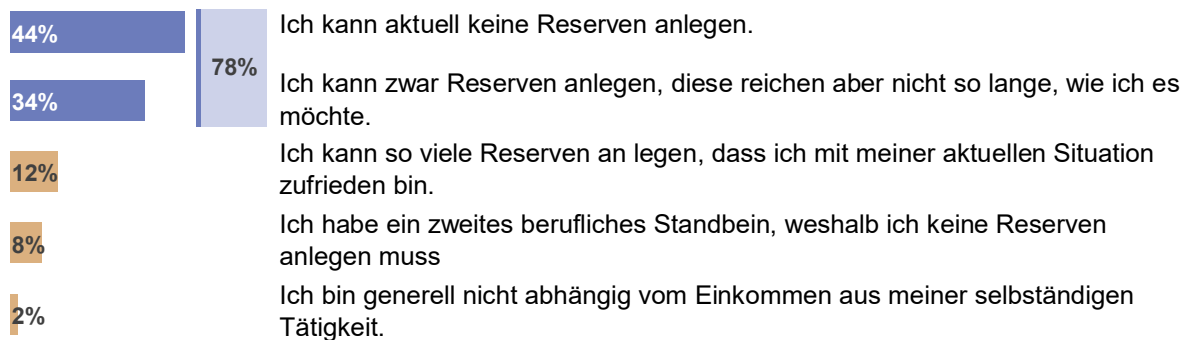 44%
Ich kann aktuell keine Reserven anlegen.
78%
34%
Ich kann zwar Reserven anlegen, diese reichen aber nicht so lange, wie ich es
möchte.
12%
Ich kann so viele Reserven an legen, dass ich mit meiner aktuellen Situation
zufrieden bin.
8%
Ich habe ein zweites berufliches Standbein, weshalb ich keine Reserven
anlegen muss
2%
Ich bin generell nicht abhängig vom Einkommen aus meiner selbständigen
Tätigkeit.